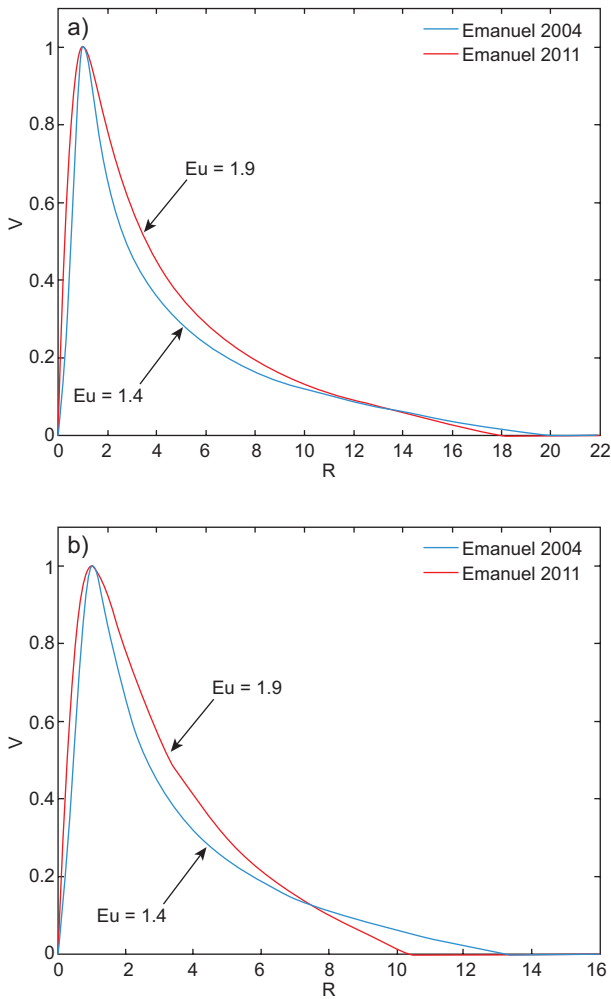 a)
Emanuel 2004
Emanuel 2011
1
0.8
Eu = 1.9
0.6
V
0.4
0.2
Eu = 1.4
0
0 2 4 6 8 10 12 14 16 18 20 22
R
b)
Emanuel 2004
Emanuel 2011
1
0.8
Eu = 1.9
0.6
V
0.4
0.2
Eu = 1.4
0
0 2 4 6 8 10 12 14 16
R